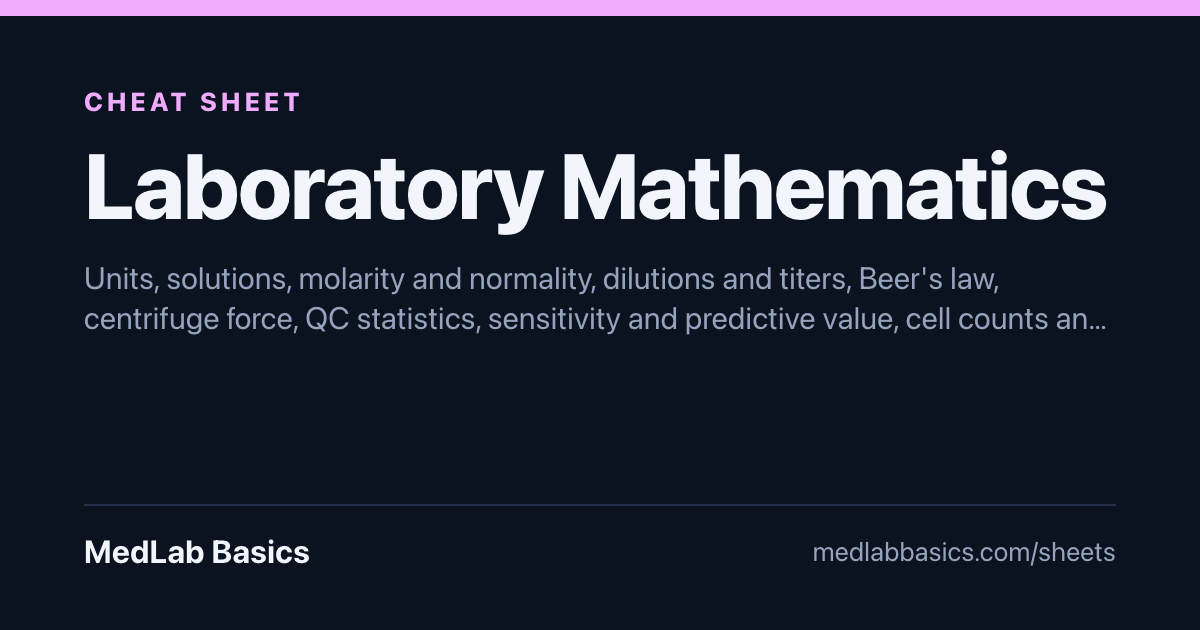 CHEAT SHEET
Laboratory Mathematics
Units, solutions, molarity and normality, dilutions and titers, Beer's law,
centrifuge force, QC statistics, sensitivity and predictive value, cell counts an...
MedLab Basics
medlabbasics.com/sheets